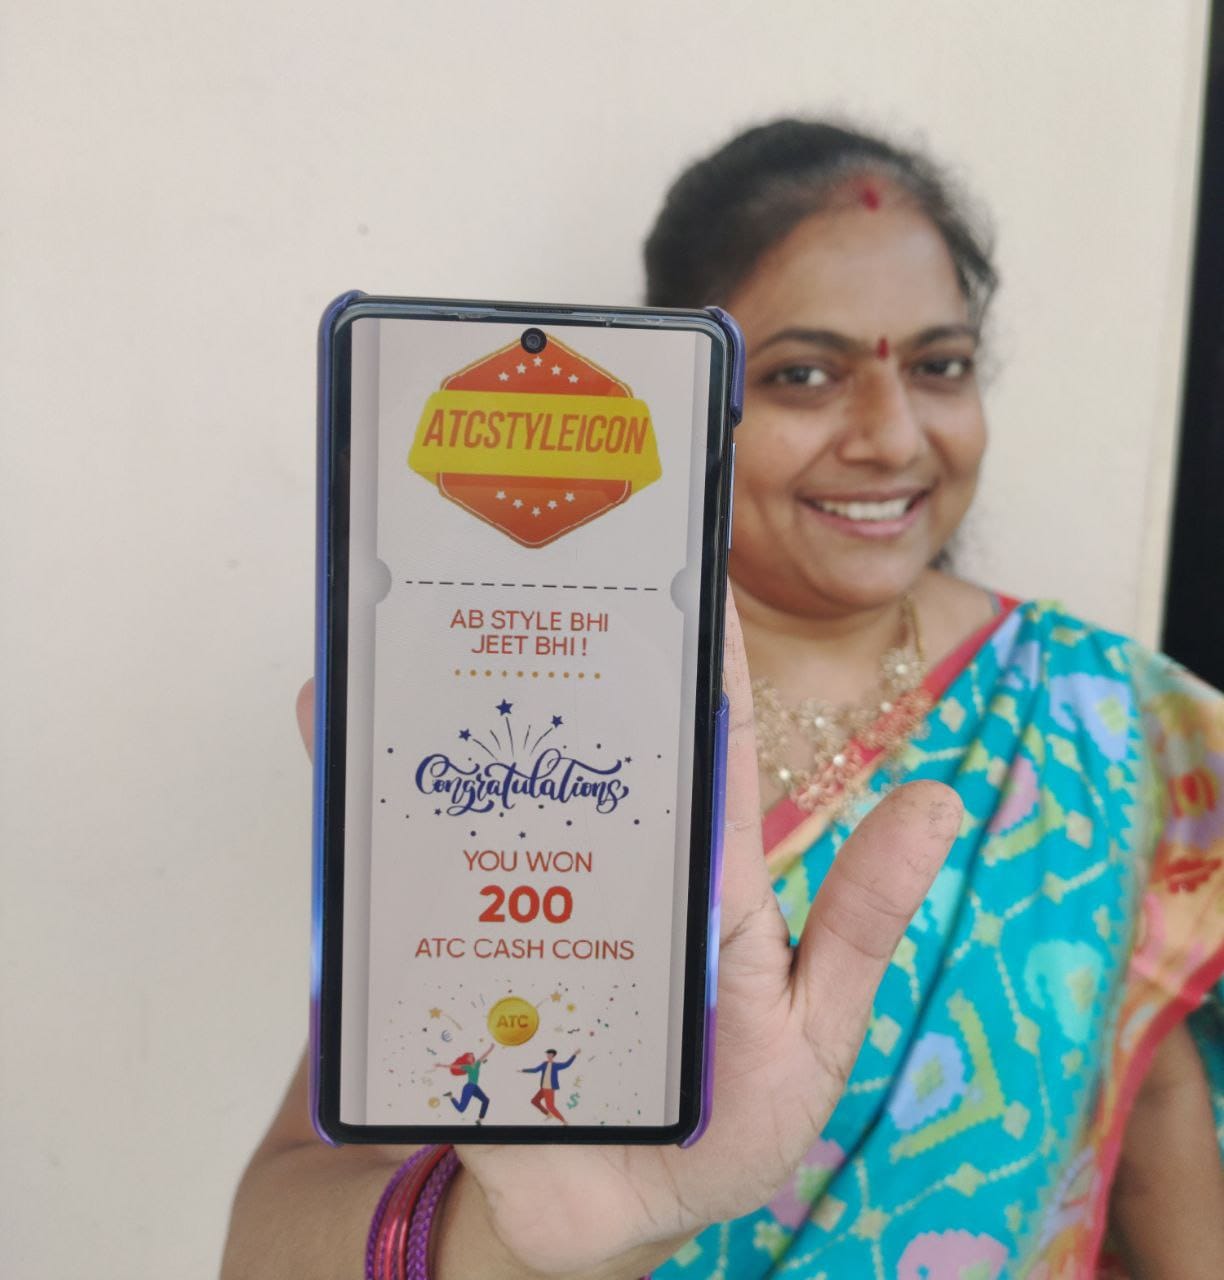 ATCSTYLEICON
AB STYLE BHI
JEET BHI !
Congratulations
YOU WON
200
ATC CASH COINS
ATC